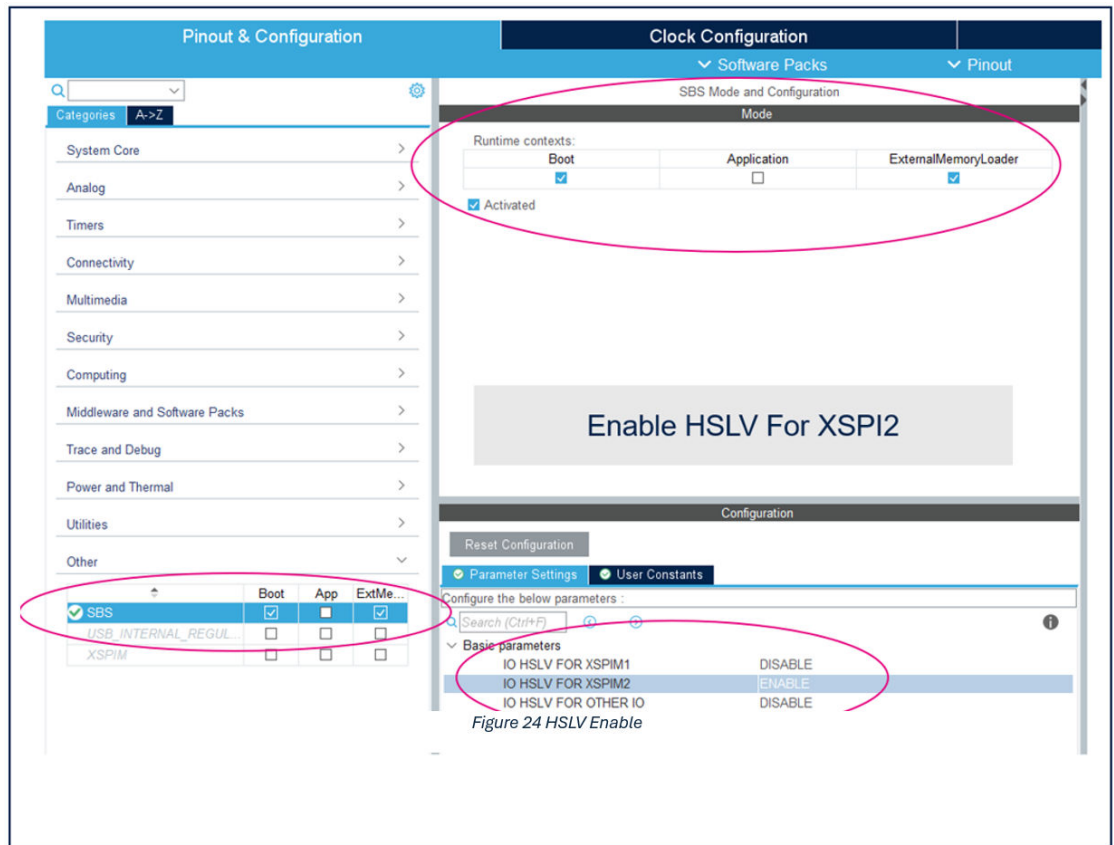 Pinout & Configuration
Clock Configuration
Software Packs
Pinout
Categories
A->Z
System Core
Analog
Timers
Connectivity
Multimedia
Security
Computing
Middleware and Software Packs
Trace and Debug
Power and Thermal
Utilities
Other
Boot App ExtMe...
SBS
USB_INTERNAL_REGUL...
XSPIM
SBS Mode and Configuration
Mode
Runtime contexts:
Boot Application ExternalMemoryLoader
Activated
Enable HSLV For XSPI2
Configuration
Reset Configuration
Parameter Settings
User Constants
Configure the below parameters :
Search (Ctrl+F)
Basic parameters
IO HSLV FOR XSPIM1 DISABLE
IO HSLV FOR XSPIM2 ENABLE
IO HSLV FOR OTHER IO DISABLE
Figure 24 HSLV Enable